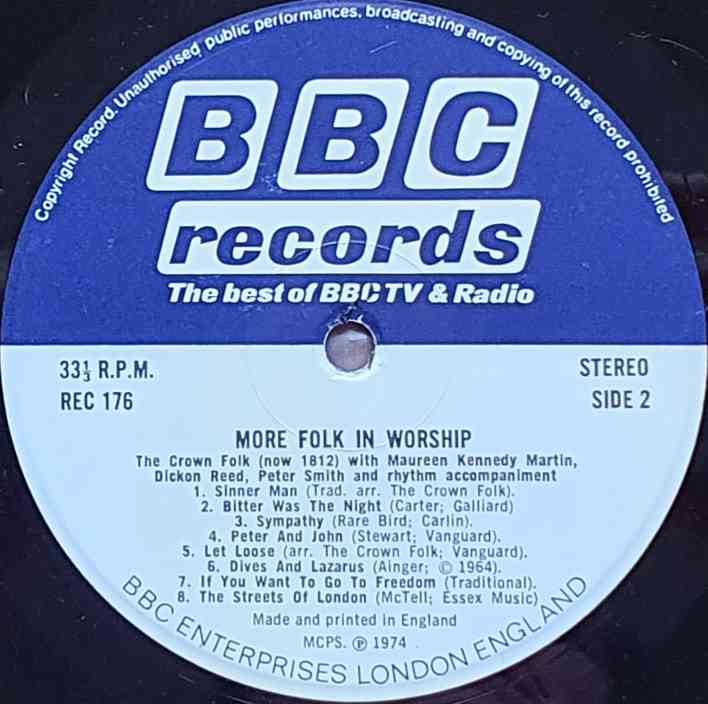 Copyright Record. Unauthorised public performances, broadcasting and copying of this record prohibited
BBC
records
The best of BBC TV & Radio
33⅓ R.P.M.
STEREO
REC 176
SIDE 2
MORE FOLK IN WORSHIP
The Crown Folk (now 1812) with Maureen Kennedy Martin,
Dickon Reed, Peter Smith and rhythm accompaniment
1. Sinner Man (Trad. arr. The Crown Folk).
2. Bitter Was The Night (Carter; Galliard)
3. Sympathy (Rare Bird; Carlin).
4. Peter And John (Stewart; Vanguard).
5. Let Loose (arr. The Crown Folk; Vanguard).
6. Dives And Lazarus (Ainger; © 1964).
7. If You Want To Go To Freedom (Traditional).
8. The Streets Of London (McTell; Essex Music)
Made and printed in England
MCPS. ℗ 1974
BBC ENTERPRISES LONDON ENGLAND